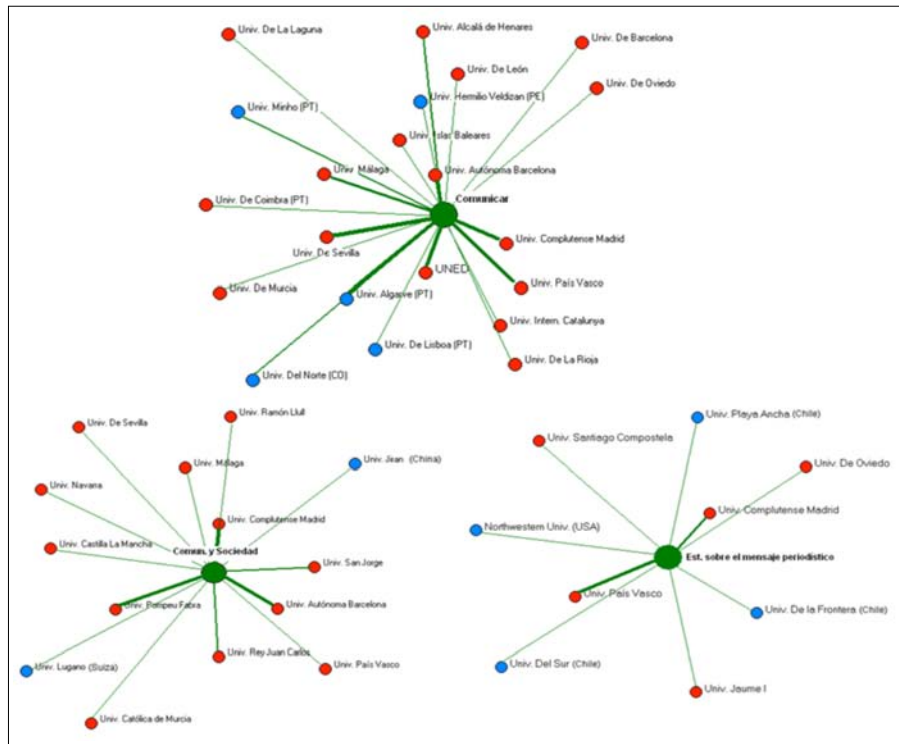 Univ. De La Laguna
Univ. Alcalá de Henares
Univ. De Barcelona
Univ. De León
Univ. De Oviedo
Univ. Minho (PT)
Univ. Hermilio Veldizan (PE)
Univ. Islas Baleares
Univ. Málaga
Univ. Autónoma Barcelona
Comunicar
Univ. De Coimbra (PT)
Univ. Complutense Madrid
Univ. De Sevilla
UNED
Univ. País Vasco
Univ. De Murcia
Univ. Algarve (PT)
Univ. Intern. Catalunya
Univ. De Lisboa (PT)
Univ. De La Rioja
Univ. Del Norte (CO)
Univ. Ramón Llull
Univ. De Sevilla
Univ. Málaga
Univ. Jinan (China)
Univ. Navarra
Univ. Complutense Madrid
Univ. Castilla La Mancha
Comun. y Sociedad
Univ. San Jorge
Univ. Pompeu Fabra
Univ. Autónoma Barcelona
Univ. Rey Juan Carlos
Univ. Lugano (Suiza)
Univ. País Vasco
Univ. Católica de Murcia
Univ. Playa Ancha (Chile)
Univ. Santiago Compostela
Univ. De Oviedo
Univ. Complutense Madrid
Northwestern Univ. (USA)
Est. sobre el mensaje periodístico
Univ. País Vasco
Univ. De la Frontera (Chile)
Univ. Del Sur (Chile)
Univ. Jaume I